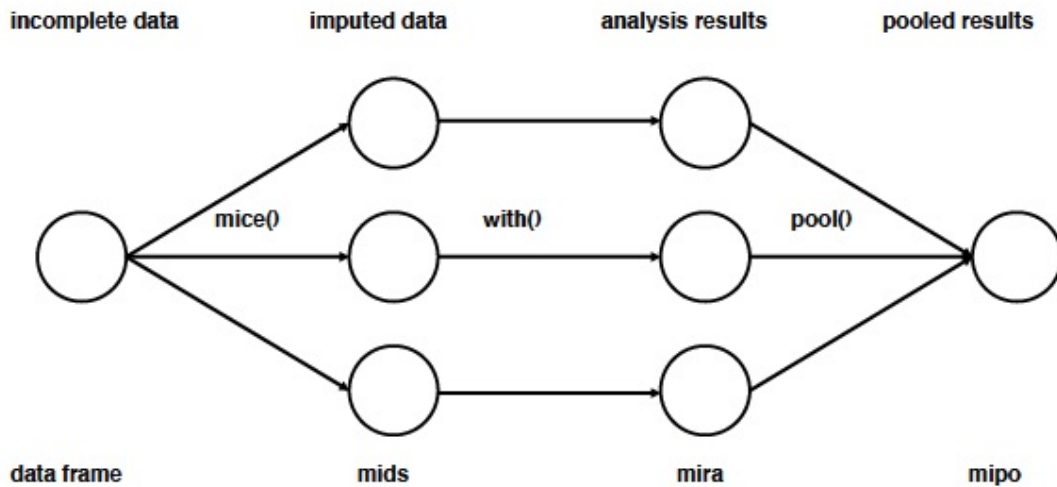 incomplete data imputed data analysis results pooled results
mice() with() pool()
data frame mids mira mipo